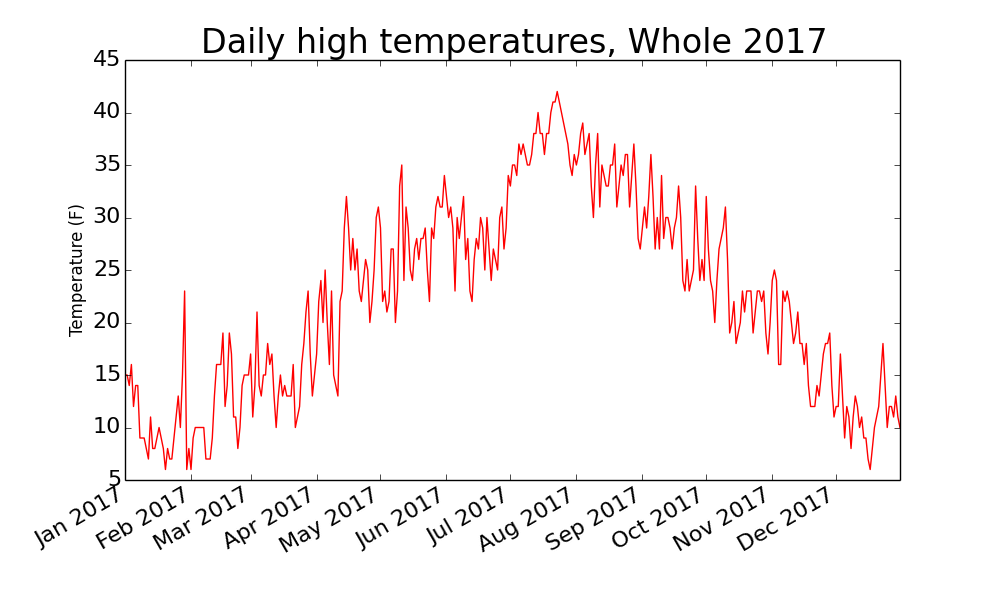 Daily high temperatures, Whole 2017
45
40
35
30
25
20
15
10
5
Temperature (F)
Jan 2017
Feb 2017
Mar 2017
Apr 2017
May 2017
Jun 2017
Jul 2017
Aug 2017
Sep 2017
Oct 2017
Nov 2017
Dec 2017